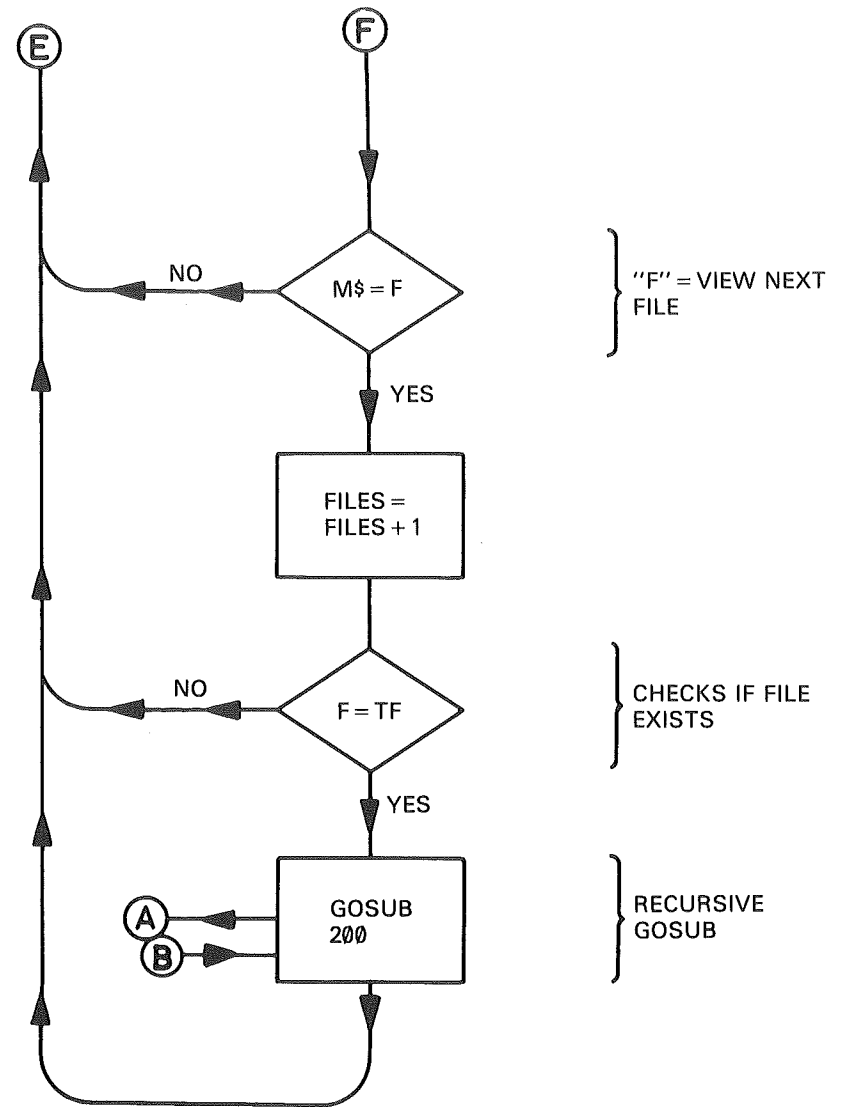 E
F
NO
M$ = F
"F" = VIEW NEXT
FILE
YES
FILES =
FILES + 1
NO
F = TF
CHECKS IF FILE
EXISTS
YES
A
B
GOSUB
200
RECURSIVE
GOSUB